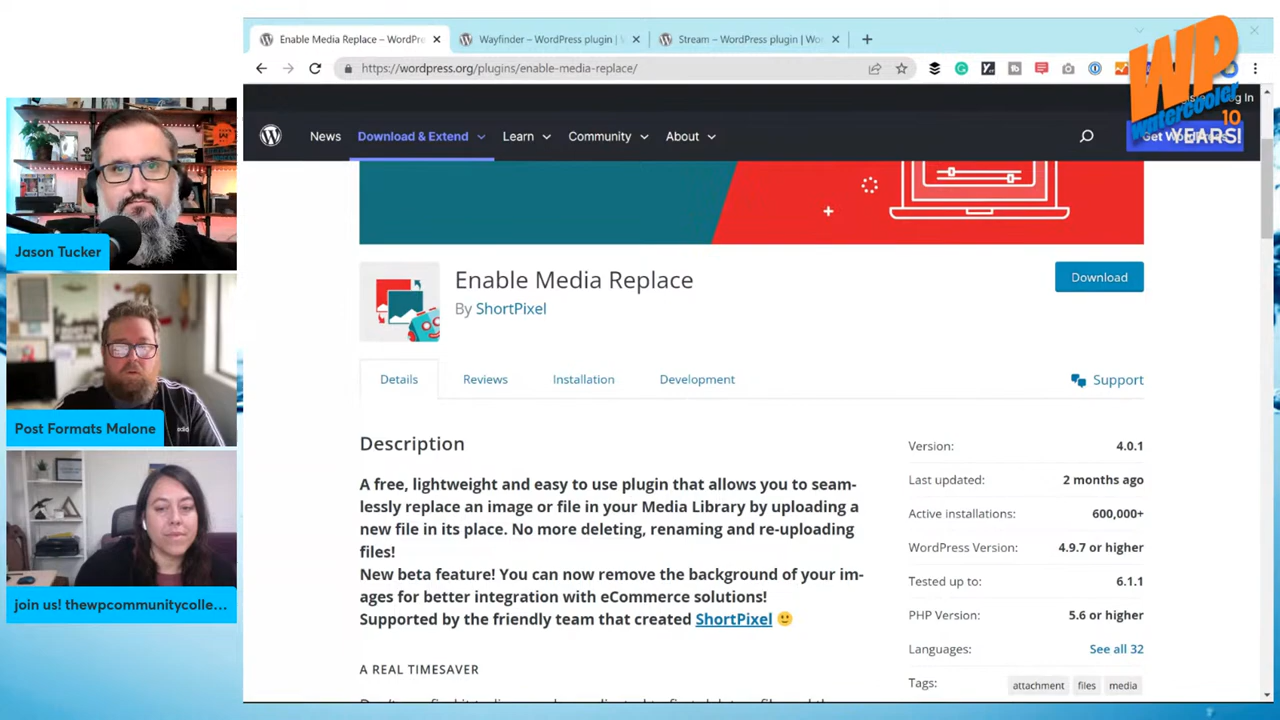 Enable Media Replace – WordPre
Wayfinder – WordPress plugin |
Stream – WordPress plugin | Wo
https://wordpress.org/plugins/enable-media-replace/
WP
watercooler
10
YEARS!
News
Download & Extend
Learn
Community
About
Enable Media Replace
By ShortPixel
Download
Details
Reviews
Installation
Development
Support
Description
A free, lightweight and easy to use plugin that allows you to seam-
lessly replace an image or file in your Media Library by uploading a
new file in its place. No more deleting, renaming and re-uploading
files!
New beta feature! You can now remove the background of your im-
ages for better integration with eCommerce solutions!
Supported by the friendly team that created ShortPixel 🙂
A REAL TIMESAVER
Version: 4.0.1
Last updated: 2 months ago
Active installations: 600,000+
WordPress Version: 4.9.7 or higher
Tested up to: 6.1.1
PHP Version: 5.6 or higher
Languages: See all 32
Tags: attachment files media
Jason Tucker
Post Formats Malone
join us! thewpcommunitycolle...